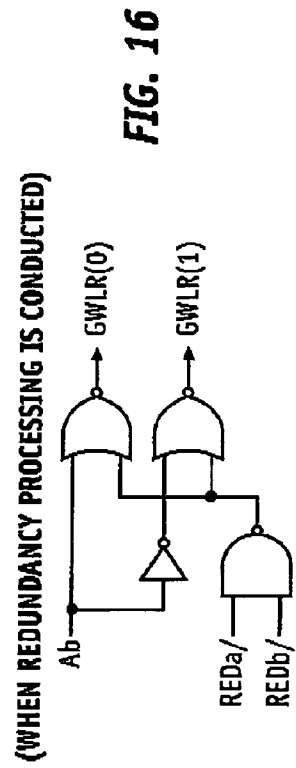 (WHEN REDUNDANCY PROCESSING IS CONDUCTED)
Ab
GWLR(0)
GWLR(1)
REDa/
REDb/
FIG. 16